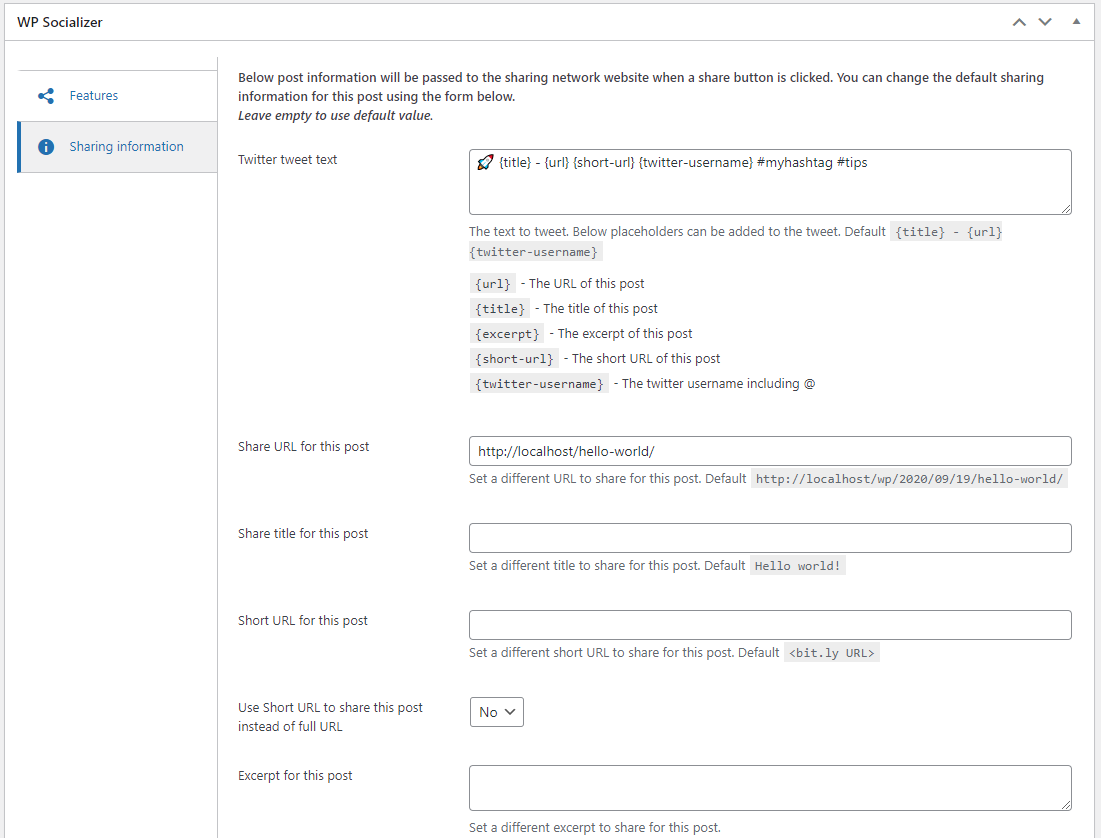 WP Socializer
Features
Sharing information
Below post information will be passed to the sharing network website when a share button is clicked. You can change the default sharing
information for this post using the form below.
Leave empty to use default value.
Twitter tweet text
🚀 {title} - {url} {short-url} {twitter-username} #myhashtag #tips
The text to tweet. Below placeholders can be added to the tweet. Default {title} - {url}
{twitter-username}
{url} - The URL of this post
{title} - The title of this post
{excerpt} - The excerpt of this post
{short-url} - The short URL of this post
{twitter-username} - The twitter username including @
Share URL for this post
http://localhost/hello-world/
Set a different URL to share for this post. Default http://localhost/wp/2020/09/19/hello-world/
Share title for this post
Set a different title to share for this post. Default Hello world!
Short URL for this post
Set a different short URL to share for this post. Default <bit.ly URL>
Use Short URL to share this post
instead of full URL
No
Excerpt for this post
Set a different excerpt to share for this post.